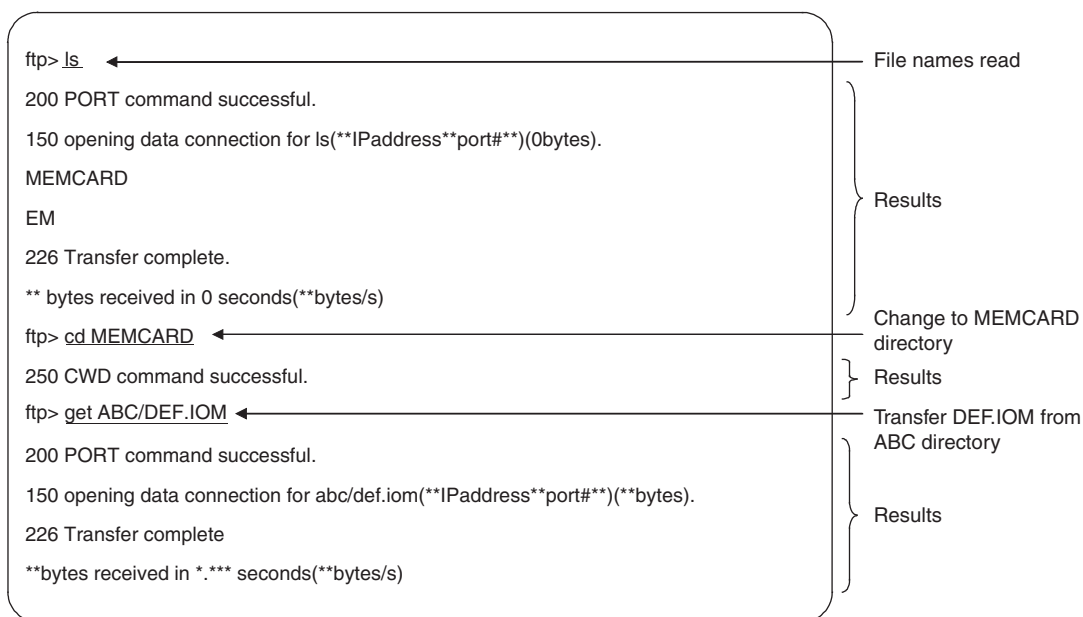 ftp> ls
File names read
200 PORT command successful.
150 opening data connection for ls(**IPaddress**port#**)(0bytes).
MEMCARD
EM
226 Transfer complete.
** bytes received in 0 seconds(**bytes/s)
Results
ftp> cd MEMCARD
Change to MEMCARD
directory
250 CWD command successful.
Results
ftp> get ABC/DEF.IOM
Transfer DEF.IOM from
ABC directory
200 PORT command successful.
150 opening data connection for abc/def.iom(**IPaddress**port#**)(**bytes).
226 Transfer complete
**bytes received in *.*** seconds(**bytes/s)
Results